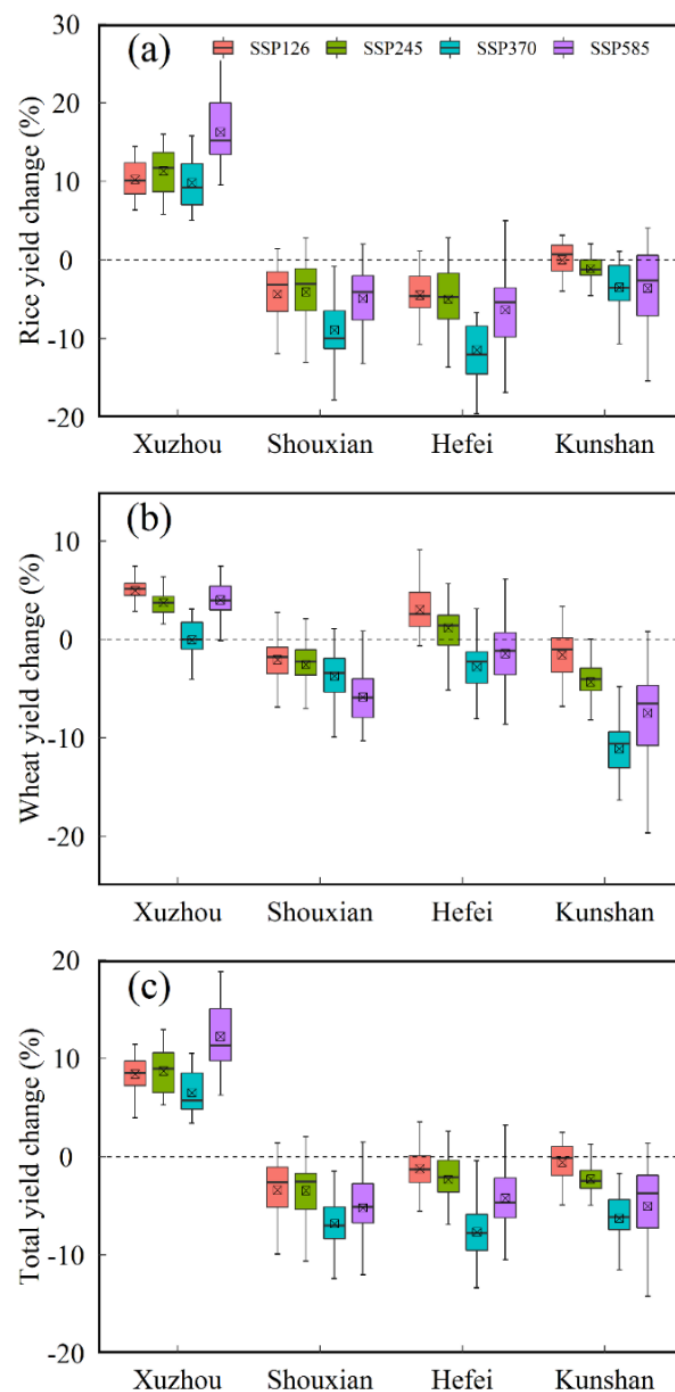 30
(a)
SSP126 SSP245 SSP370 SSP585
20
10
0
-10
-20
Rice yield change (%)
Xuzhou Shouxian Hefei Kunshan
(b)
10
0
-10
-20
Wheat yield change (%)
Xuzhou Shouxian Hefei Kunshan
20
(c)
10
0
-10
-20
Total yield change (%)
Xuzhou Shouxian Hefei Kunshan